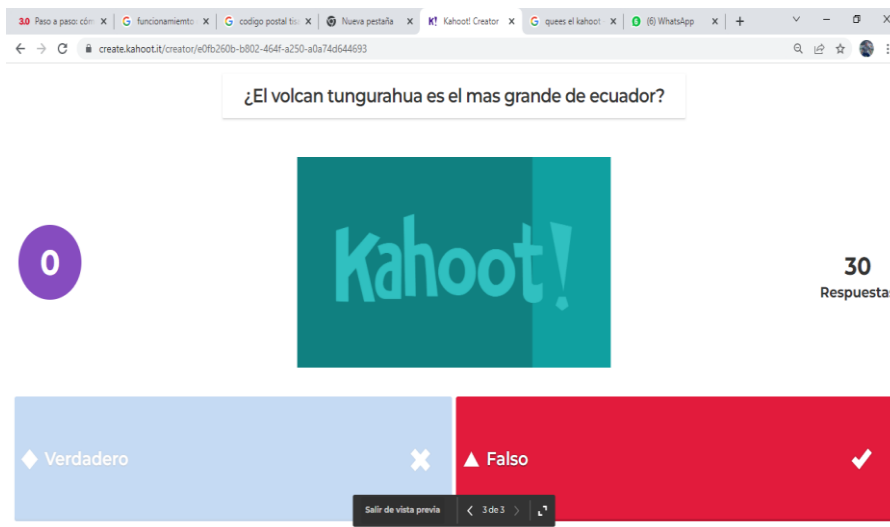 3.0 Paso a paso: cóm
funcionamiemto
codigo postal tis
Nueva pestaña
K! Kahoot! Creator
quees el kahoot -
(6) WhatsApp
create.kahoot.it/creator/e0fb260b-b802-464f-a250-a0a74d644693
¿El volcan tungurahua es el mas grande de ecuador?
0
Kahoot!
30
Respuestas
Verdadero
Falso
Salir de vista previa
3 de 3